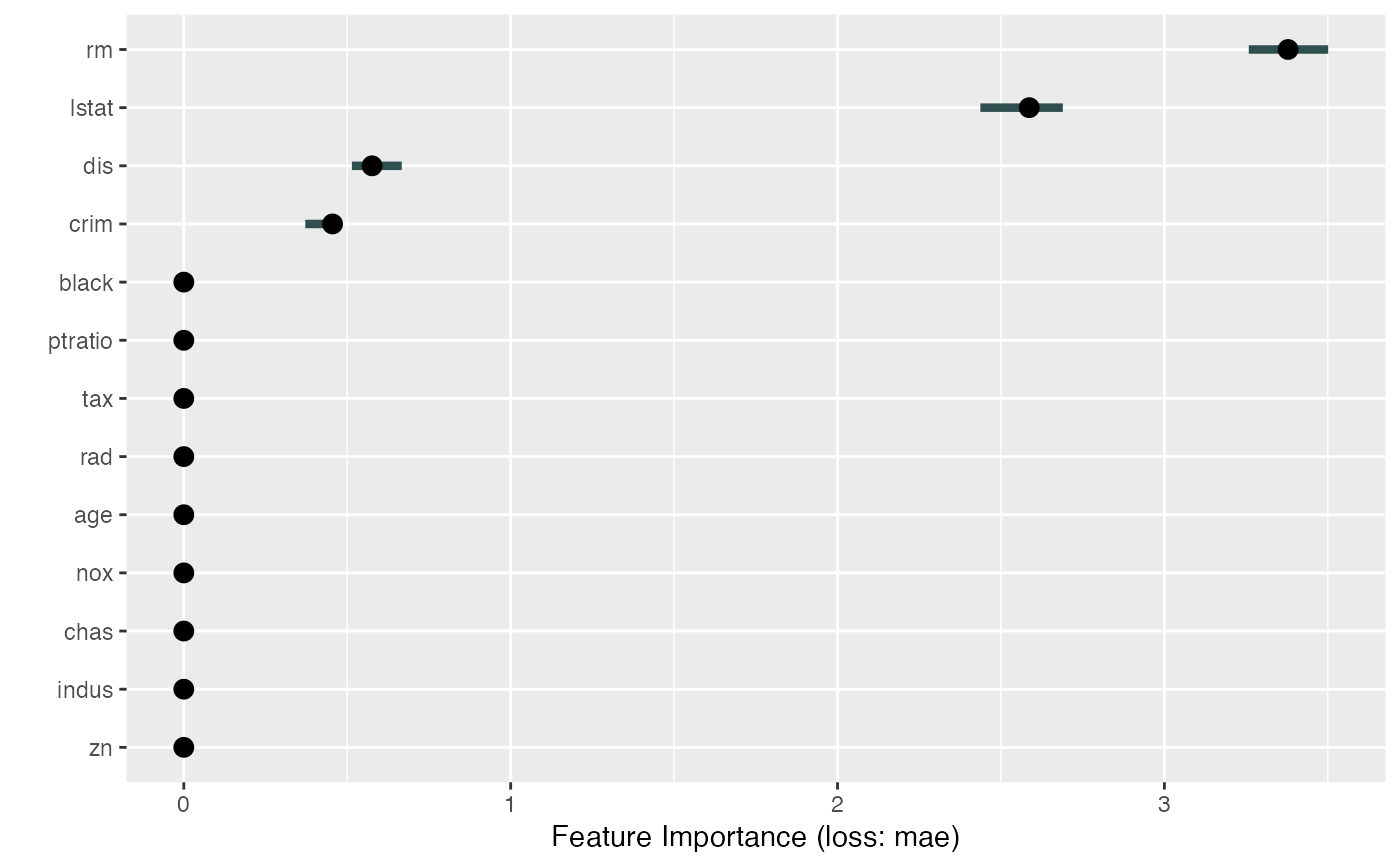 rm
lstat
dis
crim
black
ptratio
tax
rad
age
nox
chas
indus
zn
0 1 2 3
Feature Importance (loss: mae)